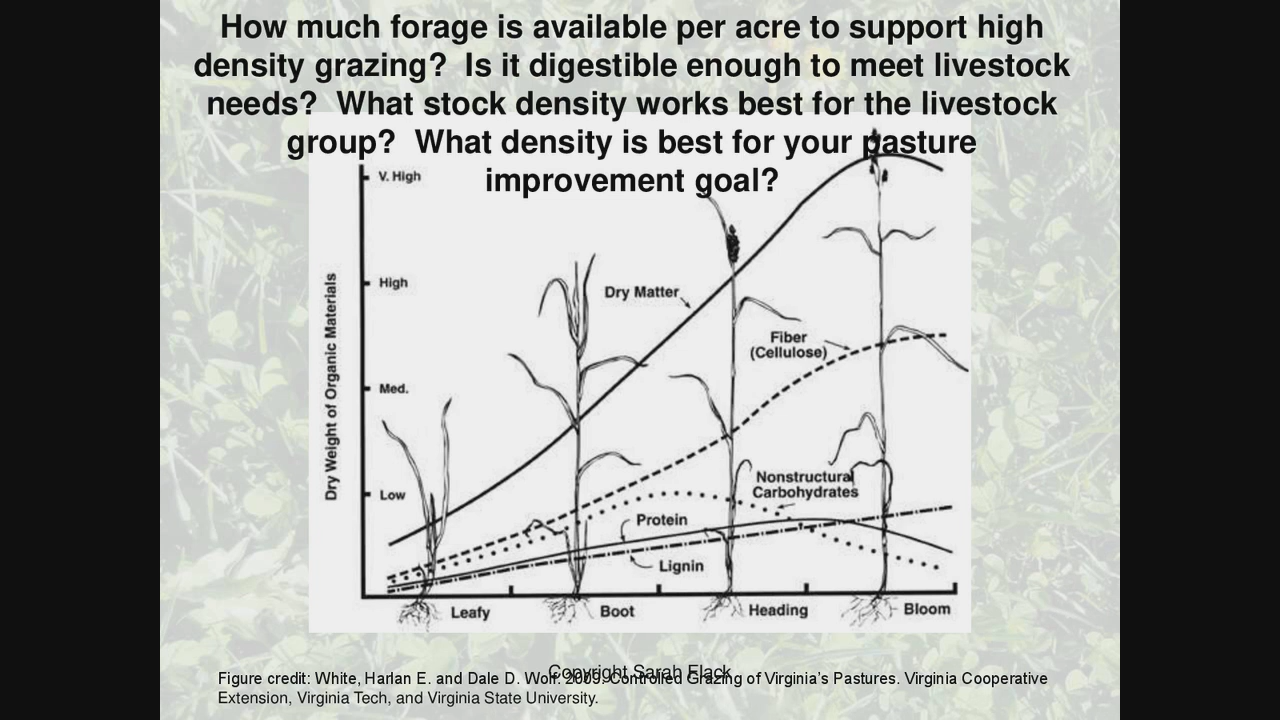 How much forage is available per acre to support high
density grazing?  Is it digestible enough to meet livestock
needs?  What stock density works best for the livestock
group?  What density is best for your pasture
improvement goal?
V. High
High
Med.
Low
Dry Weight of Organic Materials
Dry Matter
Fiber
(Cellulose)
Nonstructural
Carbohydrates
Protein
Lignin
Leafy
Boot
Heading
Bloom
Copyright Sarah Flack
Figure credit: White, Harlan E. and Dale D. Wolf. 2009. Controlled Grazing of Virginia's Pastures. Virginia Cooperative
Extension, Virginia Tech, and Virginia State University.